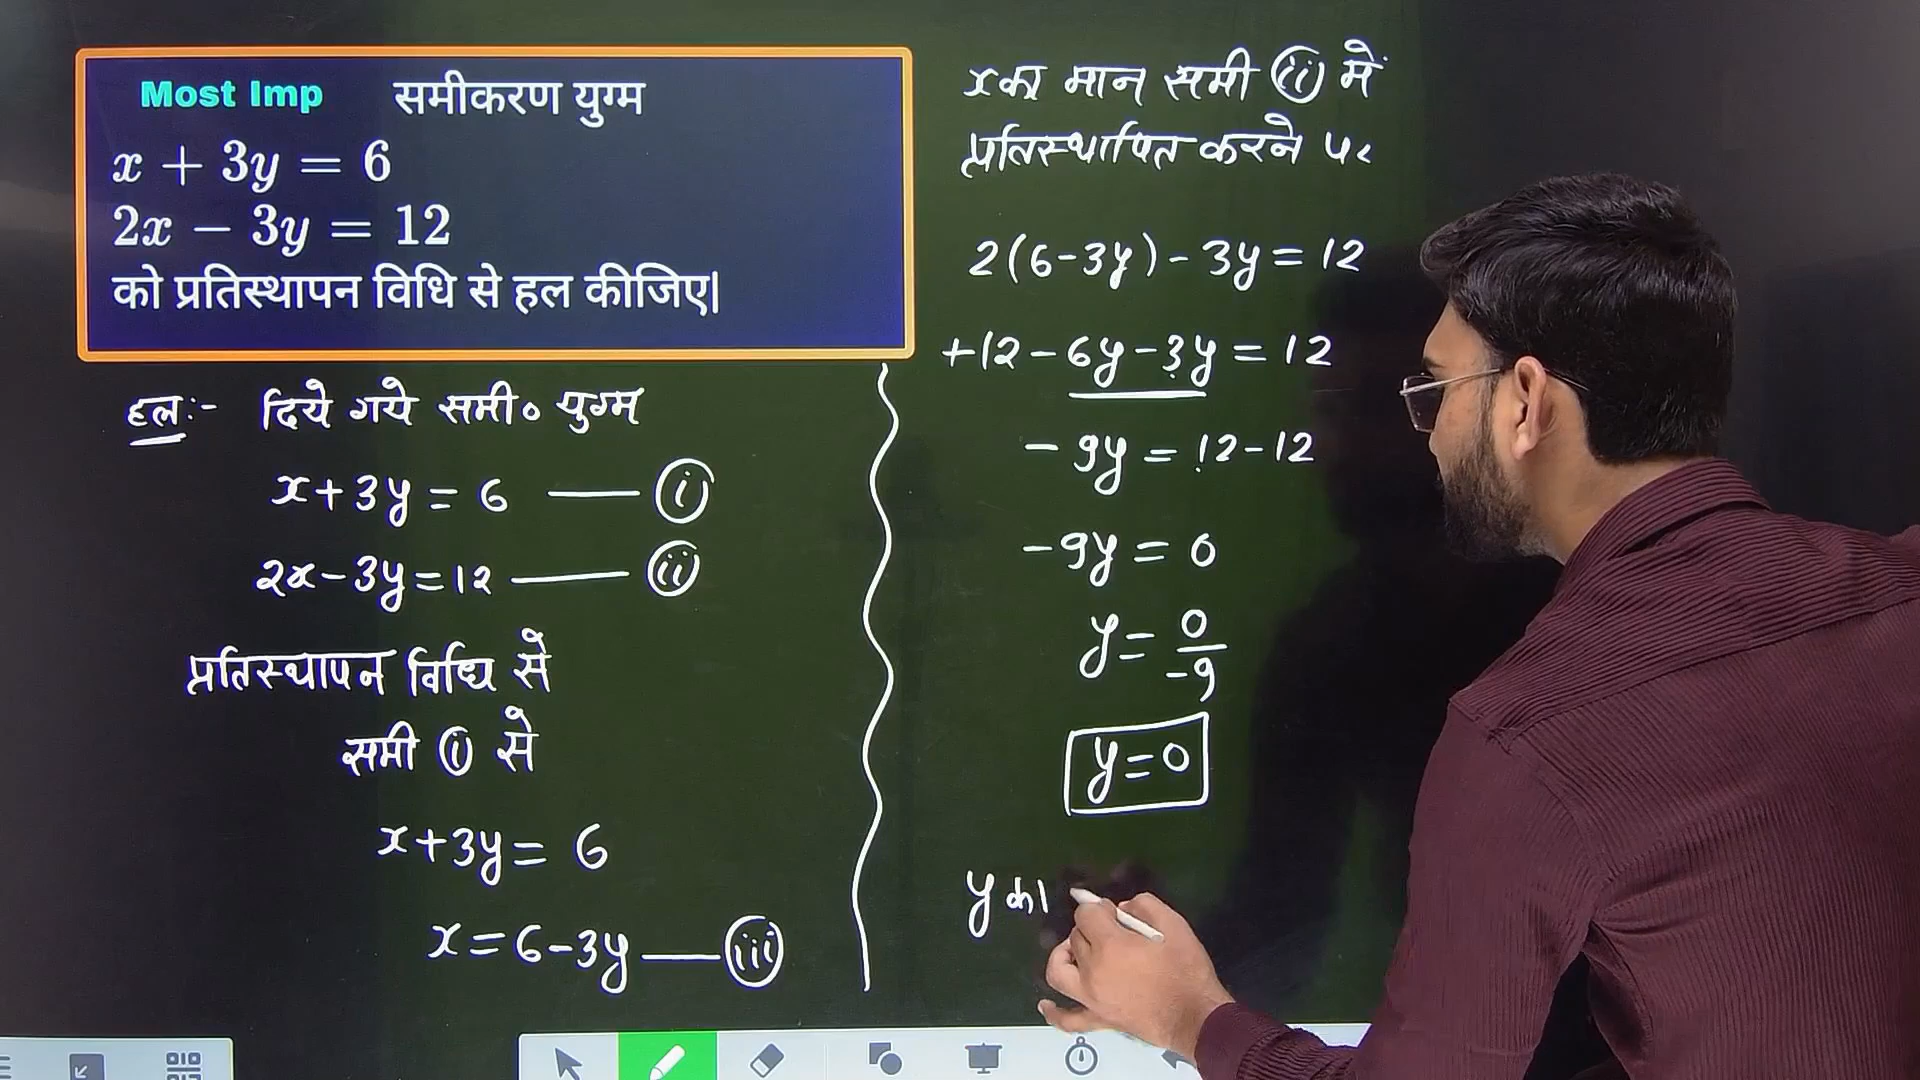 Most Imp समीकरण युग्म
x + 3y = 6
2x − 3y = 12
को प्रतिस्थापन विधि से हल कीजिए|
हलः- दिये गये समी० युग्म
x+3y = 6 — (i)
2x-3y=12 — (ii)
प्रतिस्थापन विधि से
समी (i) से
x+3y= 6
x=6-3y — (iii)
x का मान समी (ii) में
प्रतिस्थापित करने पर
2(6-3y)-3y=12
+12-6y-3y=12
-9y=12-12
-9y=0
y=0/-9
y=0
y का